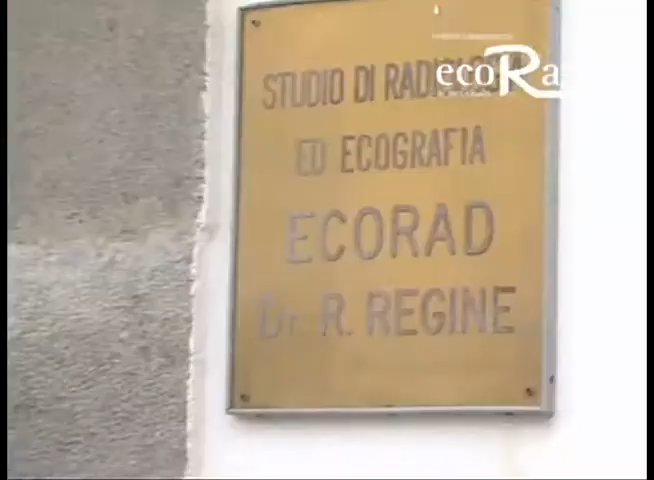 STUDIO DI RADIOLOGIA
ED ECOGRAFIA
ECORAD
Dr. R. REGINE
ecoRa